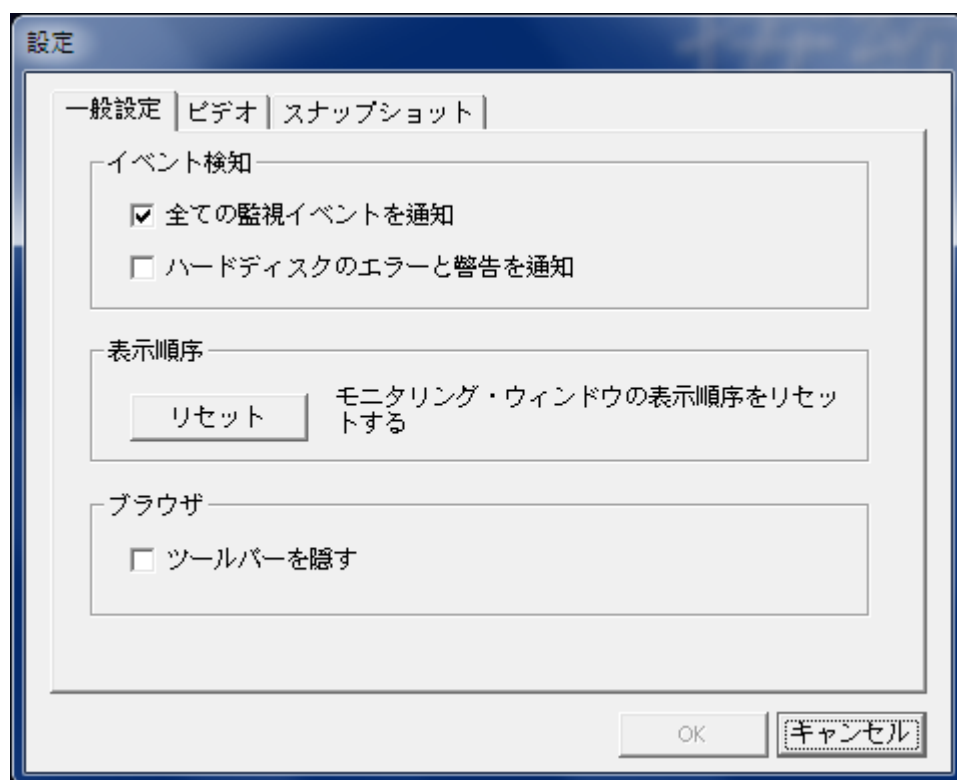 設定
一般設定 ビデオ スナップショット
イベント検知
全ての監視イベントを通知
ハードディスクのエラーと警告を通知
表示順序
リセット
モニタリング・ウィンドウの表示順序をリセッ
トする
ブラウザ
ツールバーを隠す
OK キャンセル